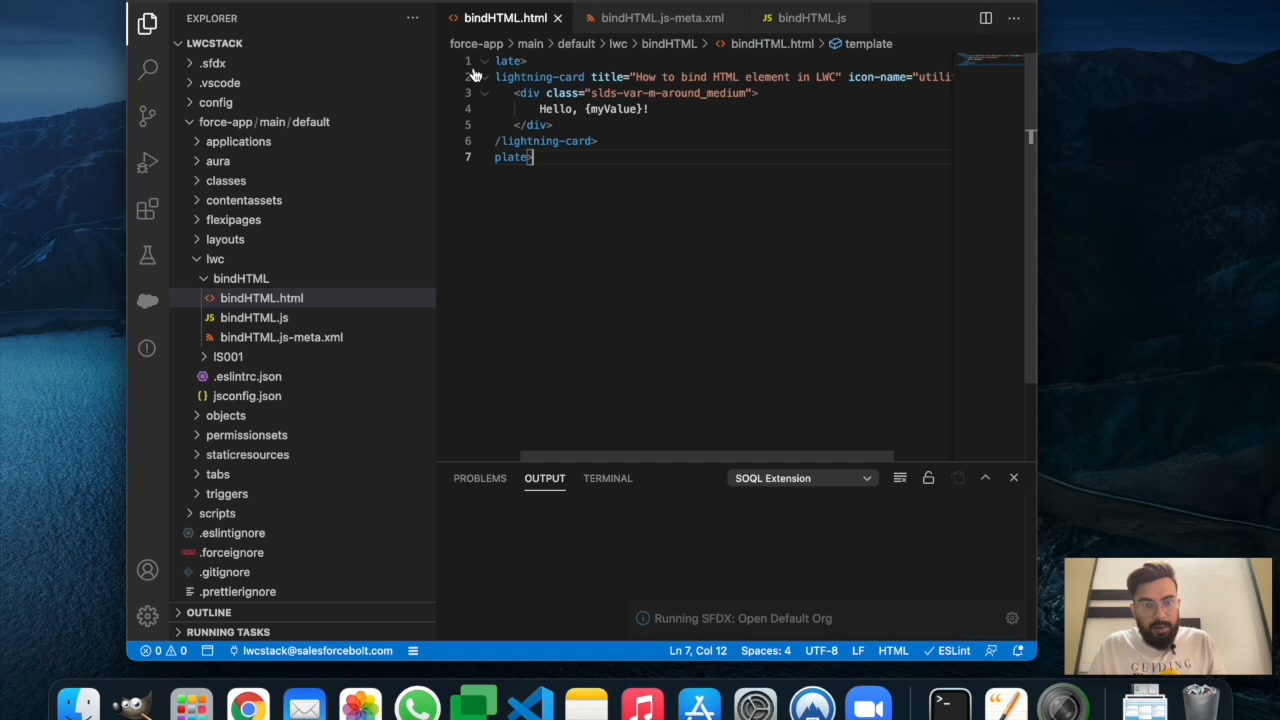 EXPLORER
bindHTML.html
bindHTML.js-meta.xml
JS bindHTML.js
LWCSTACK
force-app > main > default > lwc > bindHTML > bindHTML.html > template
.sfdx
.vscode
config
force-app/main/default
applications
aura
classes
contentassets
flexipages
layouts
lwc
bindHTML
bindHTML.html
JS bindHTML.js
bindHTML.js-meta.xml
IS001
.eslintrc.json
{} jsconfig.json
objects
permissionsets
staticresources
tabs
triggers
scripts
.eslintignore
.forceignore
.gitignore
.prettierignore
OUTLINE
RUNNING TASKS
1 late>
2 lightning-card title="How to bind HTML element in LWC" icon-name="utili
3 <div class="slds-var-m-around_medium">
4 Hello, {myValue}!
5 </div>
6 /lightning-card>
7 plate>
PROBLEMS OUTPUT TERMINAL SOQL Extension
Running SFDX: Open Default Org
0 0 lwcstack@salesforcebolt.com Ln 7, Col 12 Spaces: 4 UTF-8 LF HTML ESLint
GUIDING